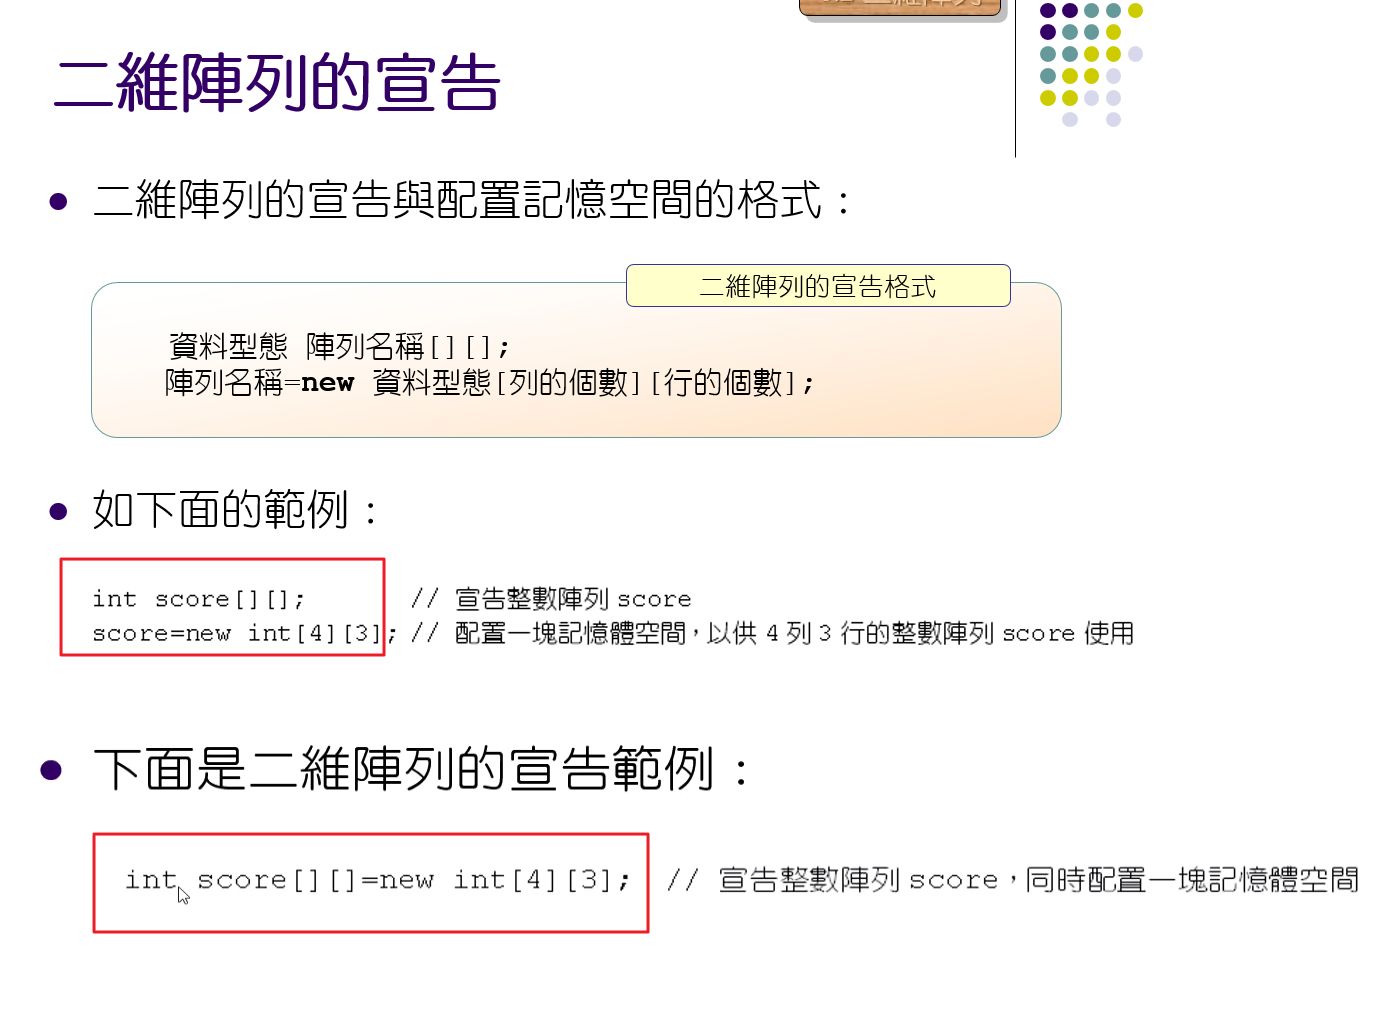 二維陣列的宣告
二維陣列的宣告與配置記憶空間的格式：
二維陣列的宣告格式
資料型態 陣列名稱[][];
陣列名稱=new 資料型態[列的個數][行的個數];
如下面的範例：
int score[][]; // 宣告整數陣列 score
score=new int[4][3]; // 配置一塊記憶體空間，以供 4 列 3 行的整數陣列 score 使用
下面是二維陣列的宣告範例：
int score[][]=new int[4][3]; // 宣告整數陣列 score，同時配置一塊記憶體空間